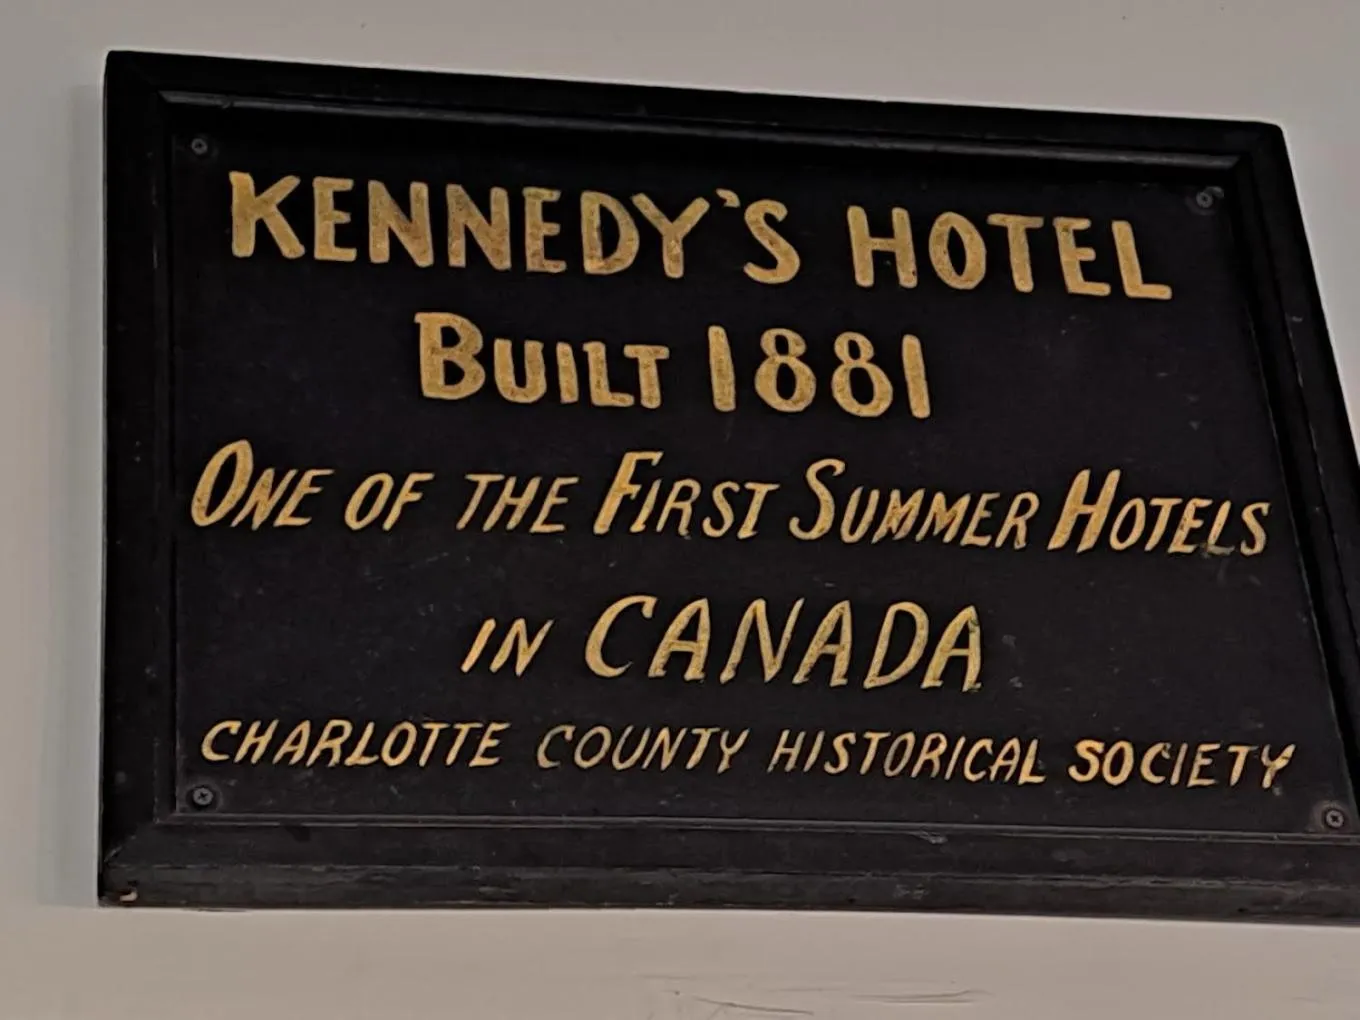 KENNEDY'S HOTEL
BUILT 1881
ONE OF THE FIRST SUMMER HOTELS
IN CANADA
CHARLOTTE COUNTY HISTORICAL SOCIETY